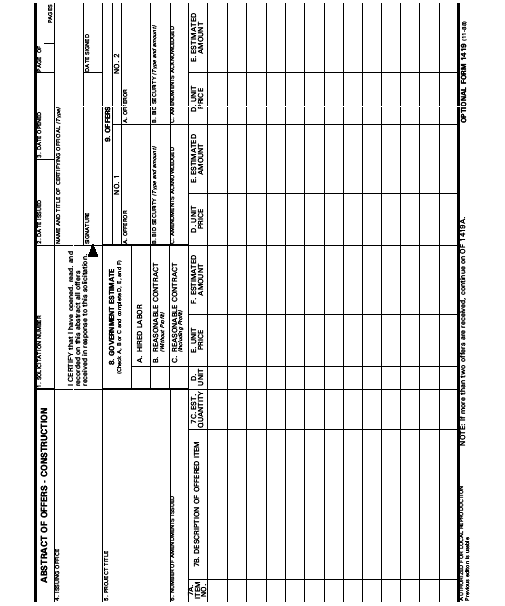 ABSTRACT OF OFFERS - CONSTRUCTION
1. SOLICITATION NUMBER
2. DATE ISSUED
3. DATE OPENED
PAGE OF
PAGES
4. ISSUING OFFICE
I CERTIFY that I have opened, read, and
recorded on this abstract all offers
received in response to this solicitation.
NAME AND TITLE OF CERTIFYING OFFICIAL (Type)
SIGNATURE
DATE SIGNED
5. PROJECT TITLE
8. GOVERNMENT ESTIMATE
(Check A, B or C and complete D, E, and F)
A. HIRED LABOR
B. REASONABLE CONTRACT
(Without Profit)
C. REASONABLE CONTRACT
(Including Profit)
9. OFFERS
NO. 1
NO. 2
A. OFFEROR
A. OFFEROR
B. BID SECURITY (Type and amount)
B. BID SECURITY (Type and amount)
6. NUMBER OF AMENDMENTS ISSUED
C. AMENDMENTS ACKNOWLEDGED
C. AMENDMENTS ACKNOWLEDGED
7A.
ITEM
NO.
7B. DESCRIPTION OF OFFERED ITEM
7C. EST.
QUANTITY
D.
UNIT
E. UNIT
PRICE
F. ESTIMATED
AMOUNT
D. UNIT
PRICE
E. ESTIMATED
AMOUNT
D. UNIT
PRICE
E. ESTIMATED
AMOUNT
AUTHORIZED FOR LOCAL REPRODUCTION
Previous edition is usable
NOTE: If more than two offers are received, continue on OF 1419A.
OPTIONAL FORM 1419 (11-88)